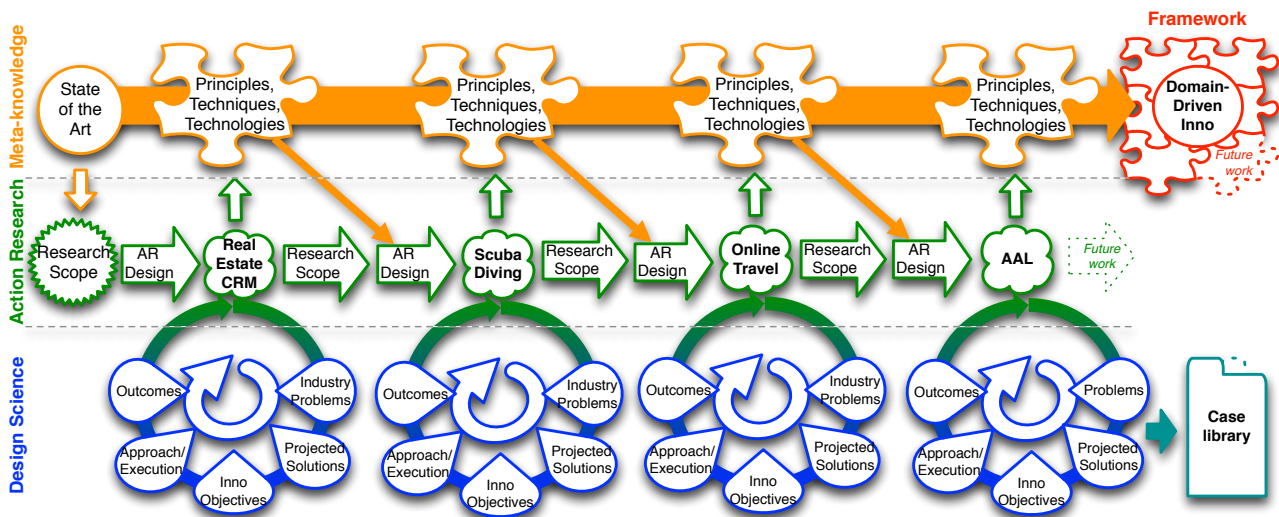 Framework
Meta-knowledge
State
of the
Art
Principles,
Techniques,
Technologies
Principles,
Techniques,
Technologies
Principles,
Techniques,
Technologies
Principles,
Techniques,
Technologies
Domain-
Driven
Inno
Future
work
Action Research
Research
Scope
AR
Design
Real
Estate
CRM
Research
Scope
AR
Design
Scuba
Diving
Research
Scope
AR
Design
Online
Travel
Research
Scope
AR
Design
AAL
Future
work
Design Science
Outcomes
Industry
Problems
Approach/
Execution
Projected
Solutions
Inno
Objectives
Outcomes
Industry
Problems
Approach/
Execution
Projected
Solutions
Inno
Objectives
Outcomes
Industry
Problems
Approach/
Execution
Projected
Solutions
Inno
Objectives
Outcomes
Problems
Approach/
Execution
Projected
Solutions
Inno
Objectives
Case
library